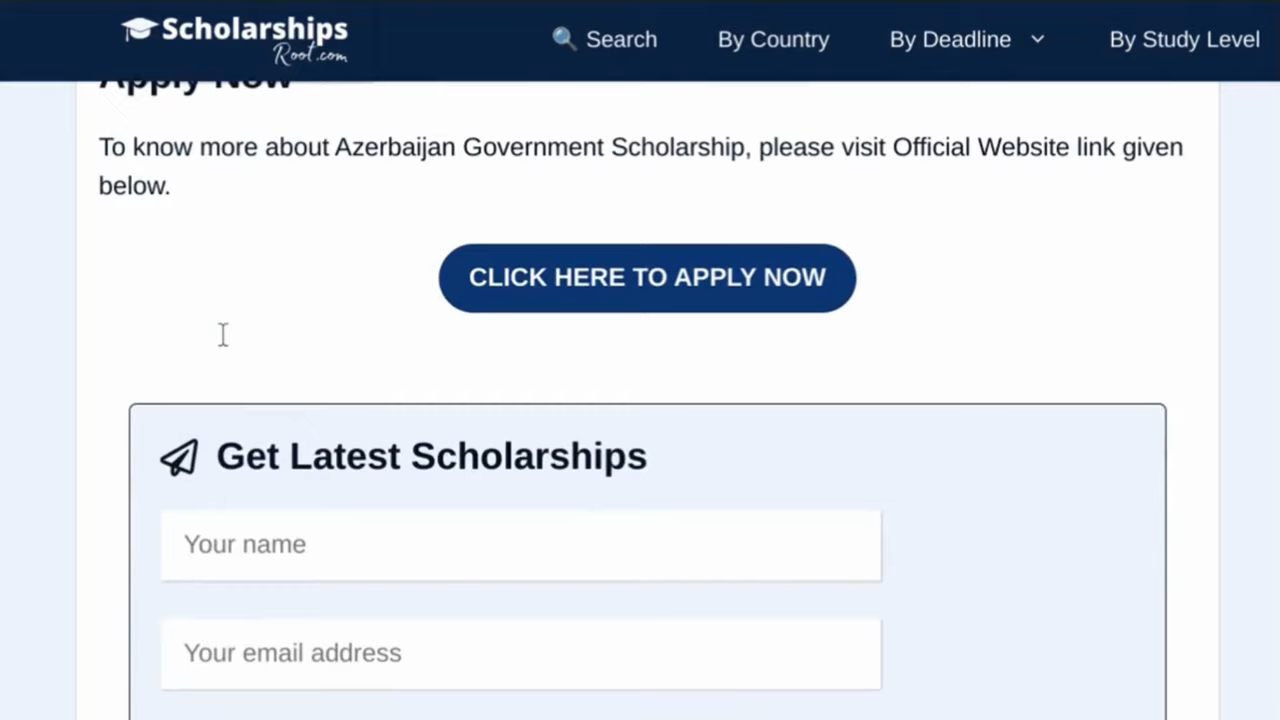 Scholarships
Root.com
🔍 Search
By Country
By Deadline
By Study Level
Apply Now
To know more about Azerbaijan Government Scholarship, please visit Official Website link given
below.
CLICK HERE TO APPLY NOW
Get Latest Scholarships
Your name
Your email address